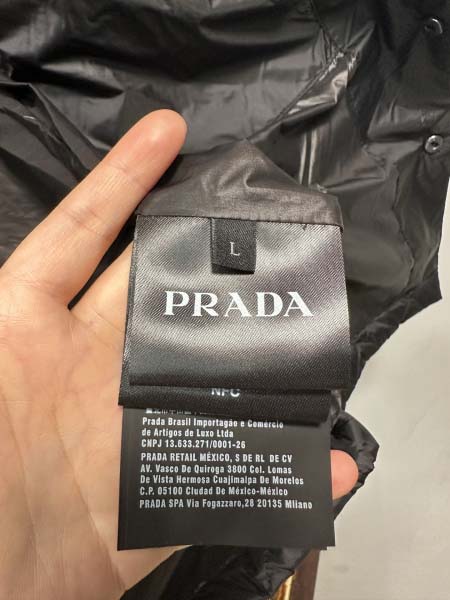 L
PRADA
NFC
Prada Brasil Importação e Comércio
de Artigos de Luxo Ltda
CNPJ 13.633.271/0001-26
PRADA RETAIL MÉXICO, S DE RL DE CV
AV. Vasco De Quiroga 3800 Cel. Lomas
De Vista Hermosa Cuajimalpa De Morelos
C.P. 05100 Ciudad De México-México
PRADA SPA Via Fogazzaro,28 20135 Milano